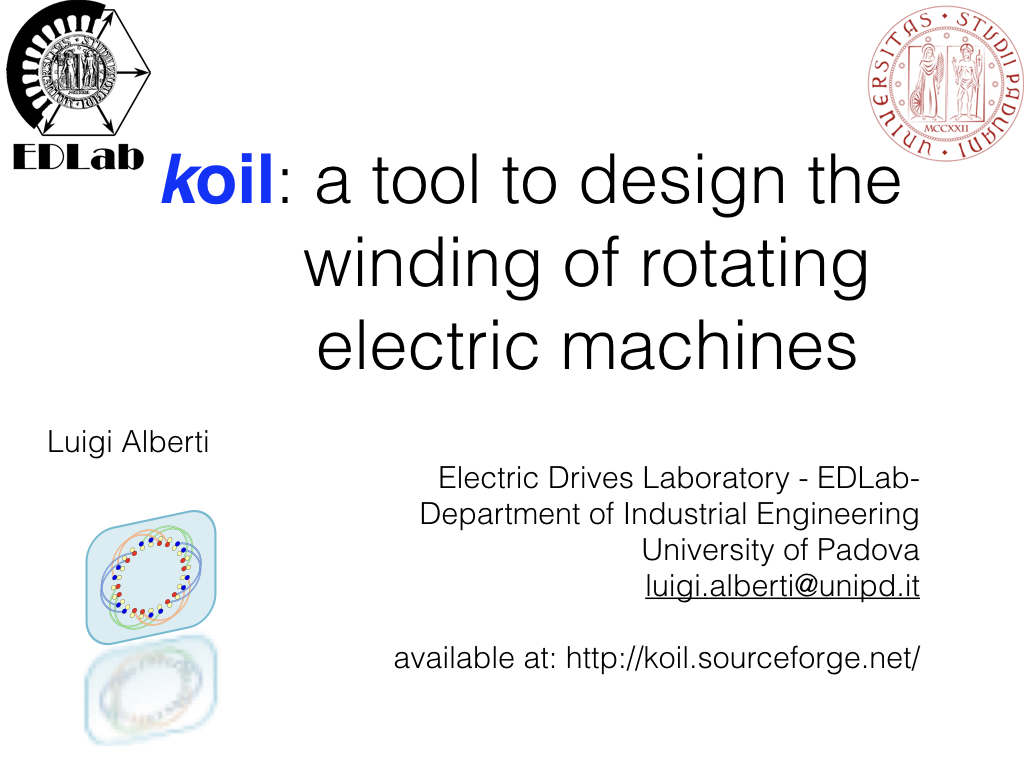 EDLab
UNIVERSITAS STUDII PADUANI
MCCXXII
koil: a tool to design the
winding of rotating
electric machines
Luigi Alberti
Electric Drives Laboratory - EDLab-
Department of Industrial Engineering
University of Padova
luigi.alberti@unipd.it
available at: http://koil.sourceforge.net/